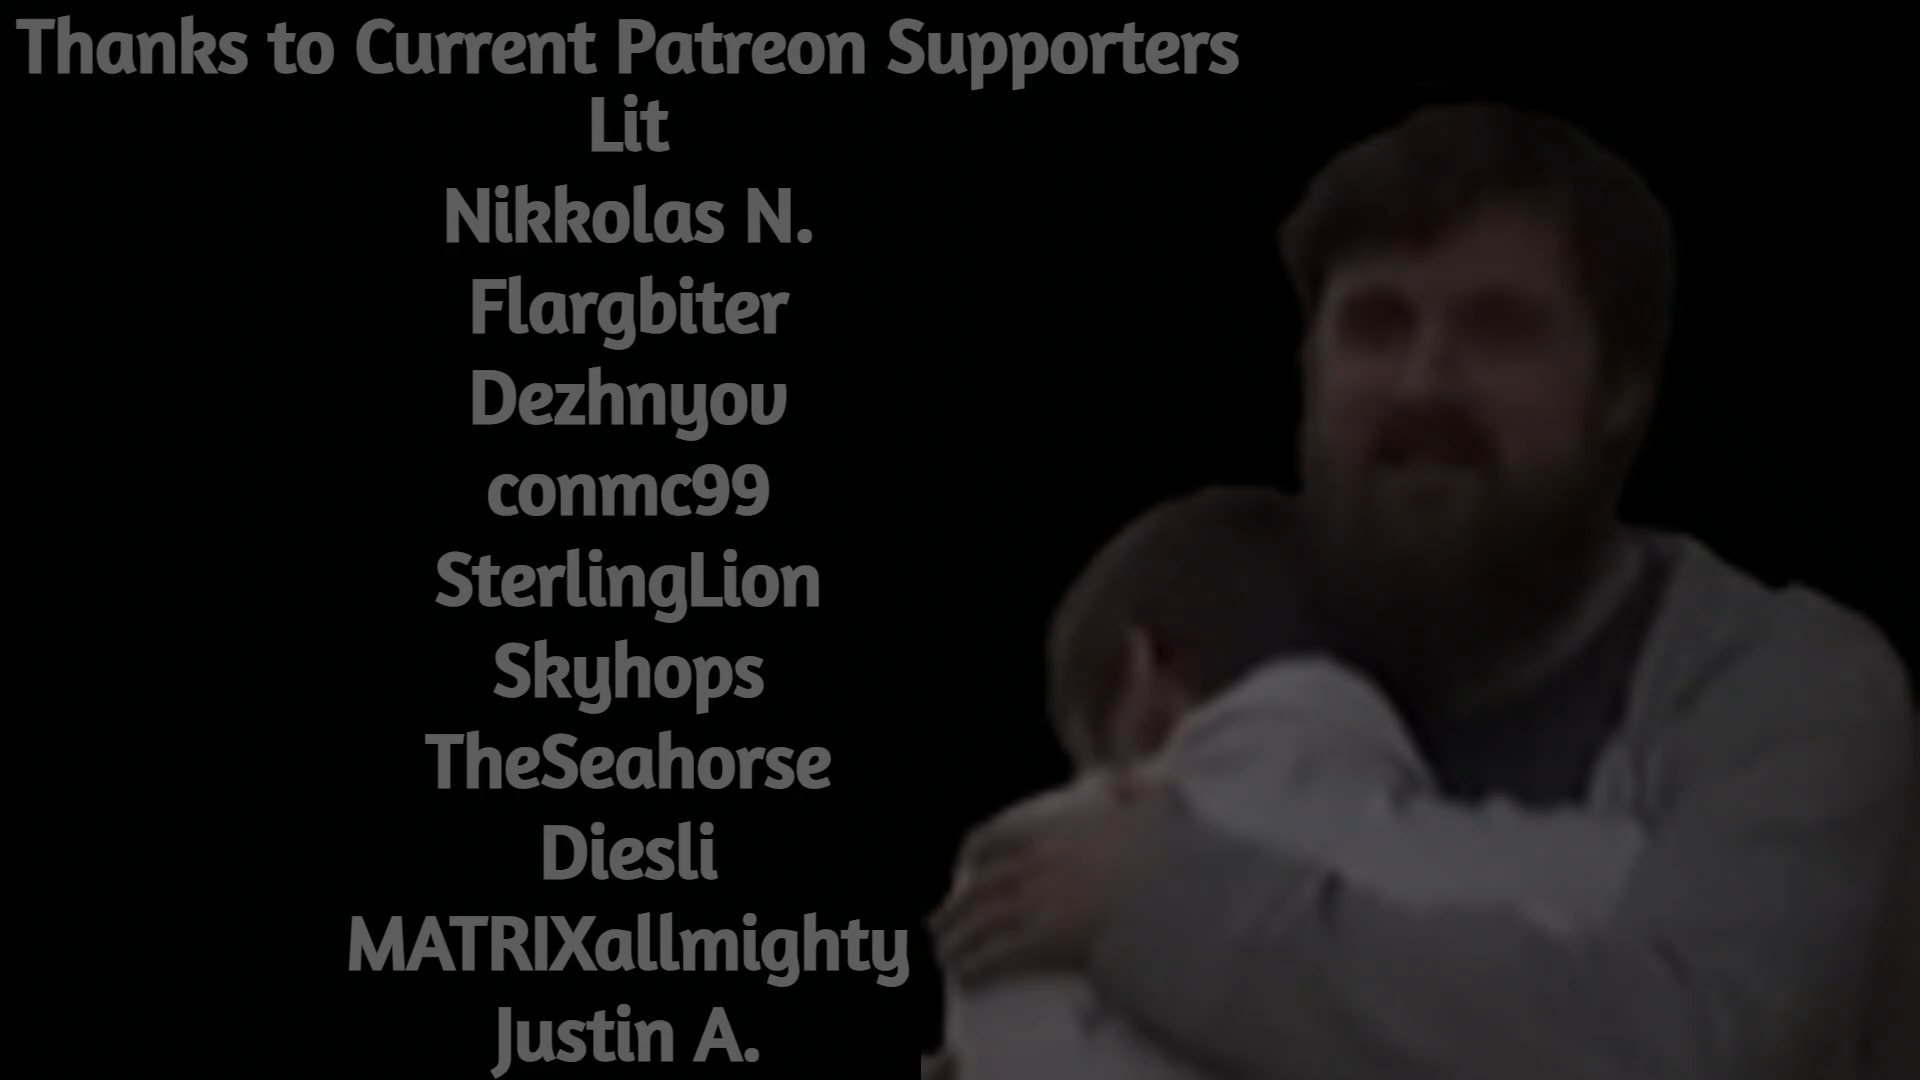 Thanks to Current Patreon Supporters
Lit
Nikkolas N.
Flargbiter
Dezhnyov
conmc99
SterlingLion
Skyhops
TheSeahorse
Diesli
MATRIXallmighty
Justin A.